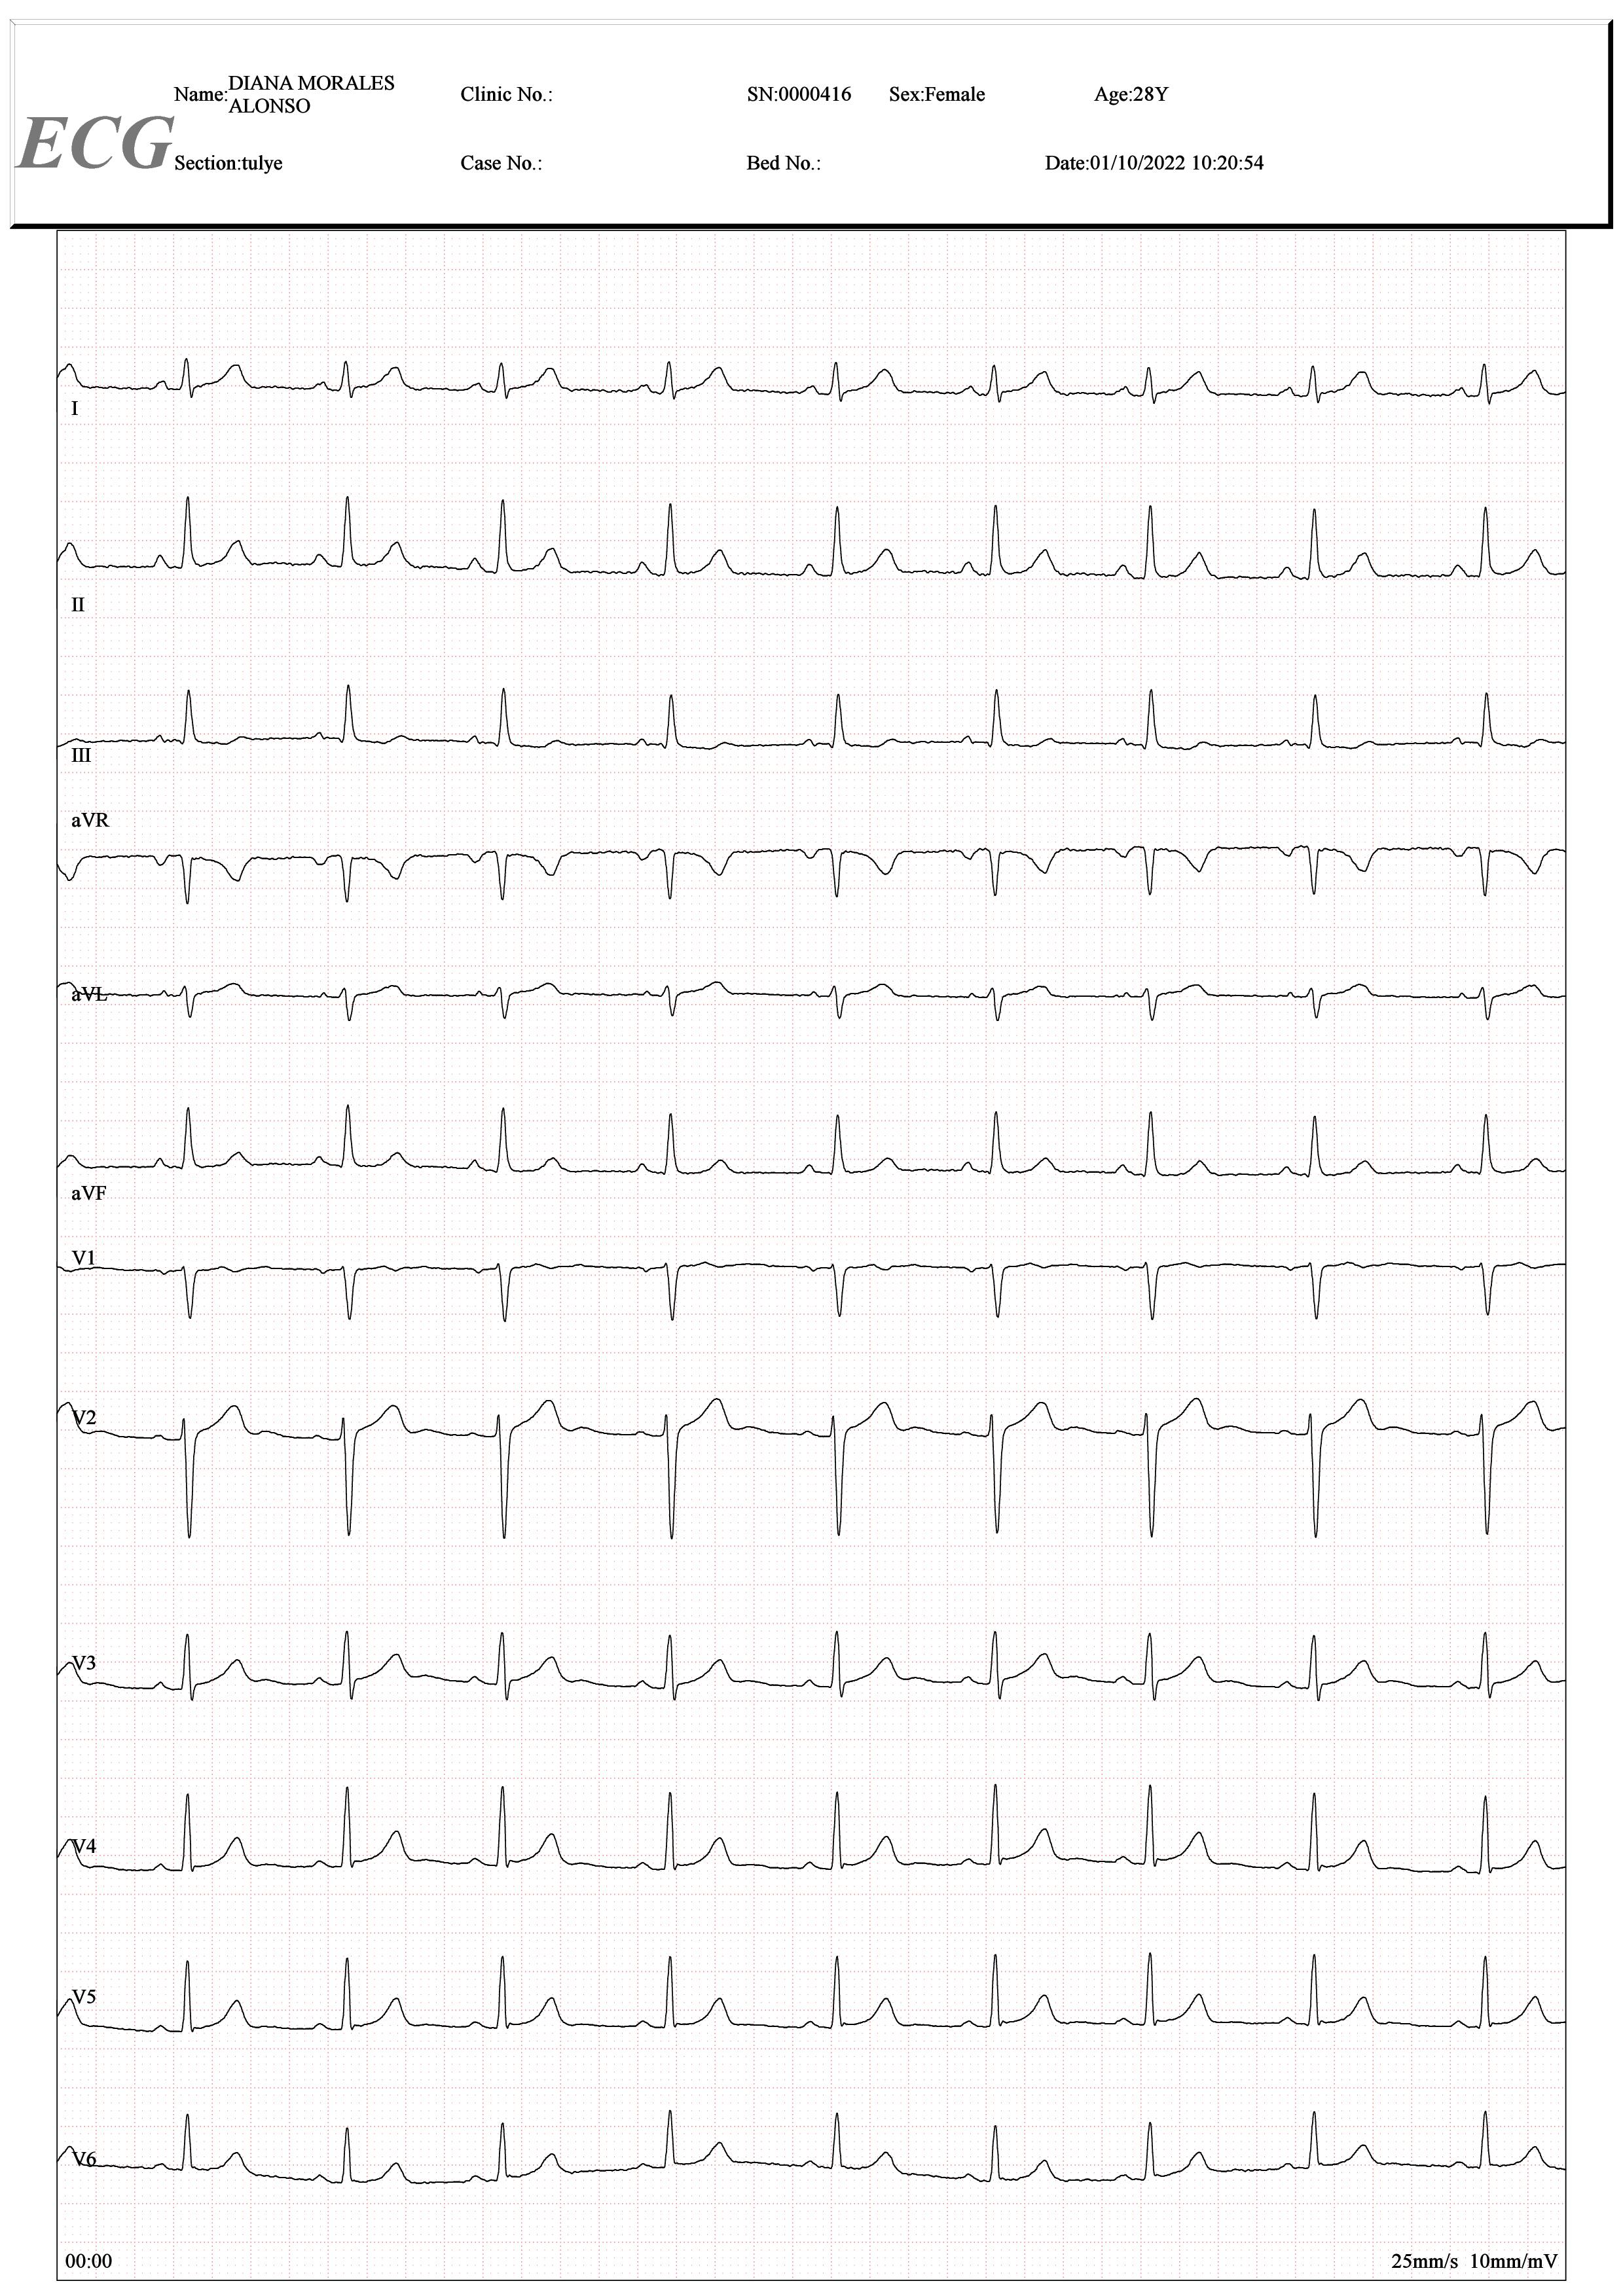 ECG
Name:DIANA MORALES
ALONSO
Clinic No.:
SN:0000416
Sex:Female
Age:28Y
Section:tulye
Case No.:
Bed No.:
Date:01/10/2022 10:20:54
I
II
III
aVR
aVL
aVF
V1
V2
V3
V4
V5
V6
00:00
25mm/s 10mm/mV